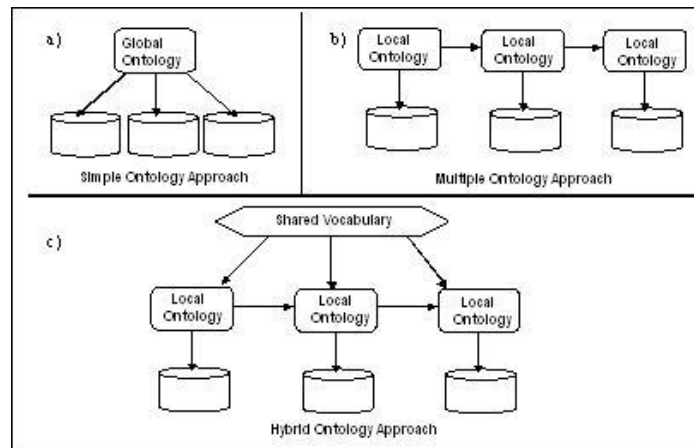 a)
Global
Ontology
Simple Ontology Approach
b)
Local
Ontology
Local
Ontology
Local
Ontology
Multiple Ontology Approach
Shared Vocabulary
c)
Local
Ontology
Local
Ontology
Local
Ontology
Hybrid Ontology Approach